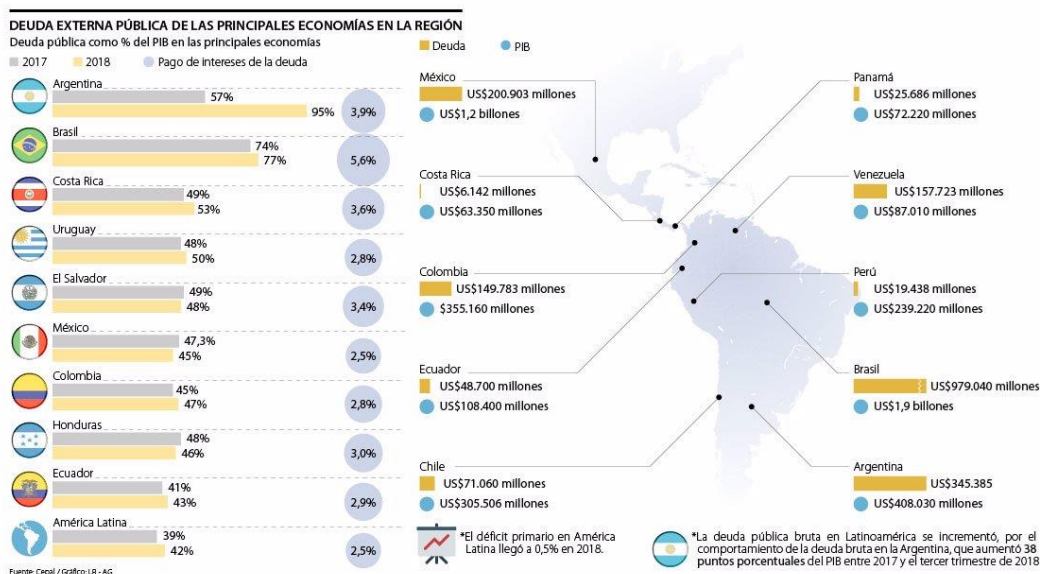 DEUDA EXTERNA PÚBLICA DE LAS PRINCIPALES ECONOMÍAS EN LA REGIÓN
Deuda pública como % del PIB en las principales economías
2017 2018 Pago de intereses de la deuda
Argentina
57%
95% 3,9%
Brasil
74%
77% 5,6%
Costa Rica
49%
53% 3,6%
Uruguay
48%
50% 2,8%
El Salvador
49%
48% 3,4%
México
47,3%
45% 2,5%
Colombia
45%
47% 2,8%
Honduras
48%
46% 3,0%
Ecuador
41%
43% 2,9%
América Latina
39%
42% 2,5%
Fuente: Cepal / Gráfico: LR - AG
Deuda PIB
México
US$200.903 millones
US$1,2 billones
Costa Rica
US$6.142 millones
US$63.350 millones
Colombia
US$149.783 millones
$355.160 millones
Ecuador
US$48.700 millones
US$108.400 millones
Chile
US$71.060 millones
US$305.506 millones
Panamá
US$25.686 millones
US$72.220 millones
Venezuela
US$157.723 millones
US$87.010 millones
Perú
US$19.438 millones
US$239.220 millones
Brasil
US$979.040 millones
US$1,9 billones
Argentina
US$345.385
US$408.030 millones
*El déficit primario en América
Latina llegó a 0,5% en 2018.
*La deuda pública bruta en Latinoamérica se incrementó, por el
comportamiento de la deuda bruta en la Argentina, que aumentó 38
puntos porcentuales del PIB entre 2017 y el tercer trimestre de 2018